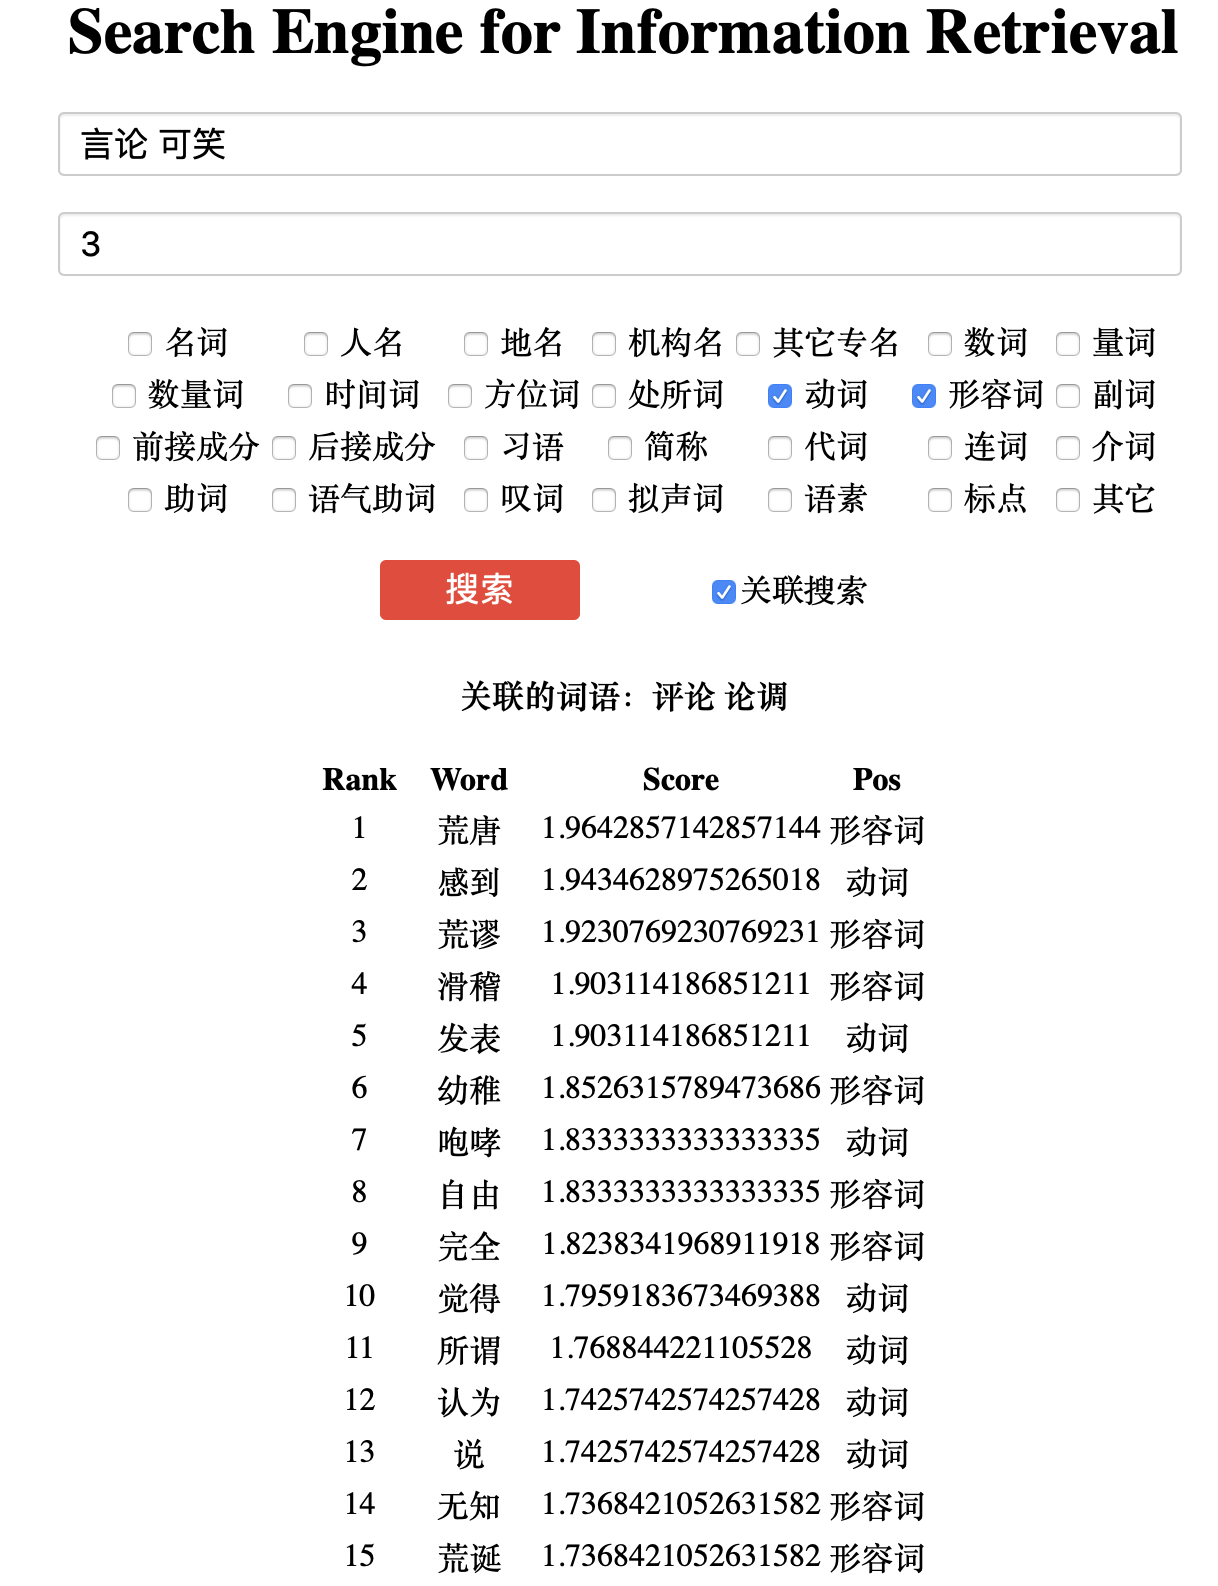 Search Engine for Information Retrieval
言论 可笑
3
名词 人名 地名 机构名 其它专名 数词 量词
数量词 时间词 方位词 处所词 动词 形容词 副词
前接成分 后接成分 习语 简称 代词 连词 介词
助词 语气助词 叹词 拟声词 语素 标点 其它
搜索 关联搜索
关联的词语：评论 论调
Rank Word Score Pos
1 荒唐 1.9642857142857144 形容词
2 感到 1.9434628975265018 动词
3 荒谬 1.9230769230769231 形容词
4 滑稽 1.903114186851211 形容词
5 发表 1.903114186851211 动词
6 幼稚 1.8526315789473686 形容词
7 咆哮 1.8333333333333335 动词
8 自由 1.8333333333333335 形容词
9 完全 1.8238341968911918 形容词
10 觉得 1.7959183673469388 动词
11 所谓 1.768844221105528 动词
12 认为 1.7425742574257428 动词
13 说 1.7425742574257428 动词
14 无知 1.7368421052631582 形容词
15 荒诞 1.7368421052631582 形容词